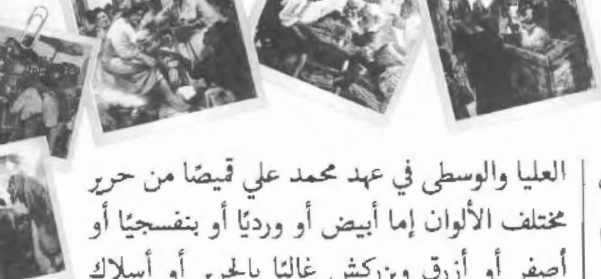 العليا والوسطى في عهد محمد علي قميصًا من حرير
مختلف الألوان إما أبيض أو ورديًا أو بنفسجيًا أو
أصفر أو أزرق ويزركش غالبًا بالحرير أو أسلاك